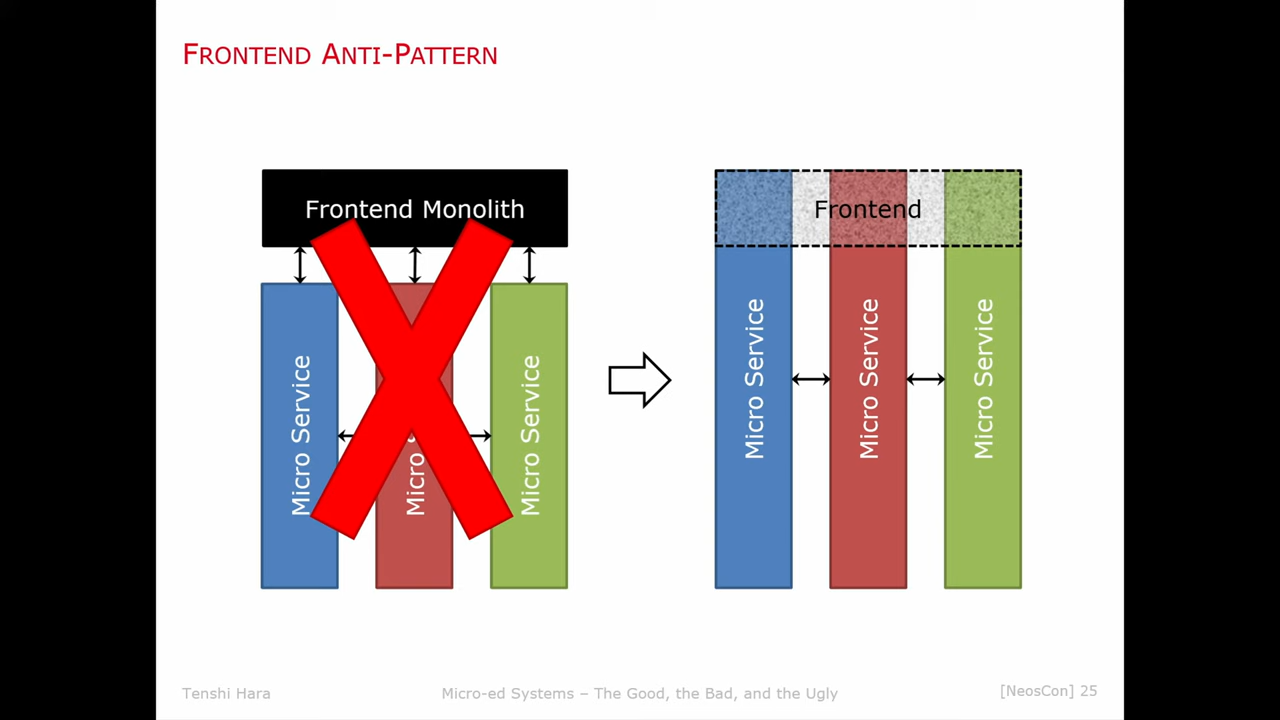 FRONTEND ANTI-PATTERN
Frontend Monolith
Micro Service
Micro
Micro Service
Frontend
Micro Service
Micro Service
Micro Service
Tenshi Hara
Micro-ed Systems – The Good, the Bad, and the Ugly
[NeosCon] 25